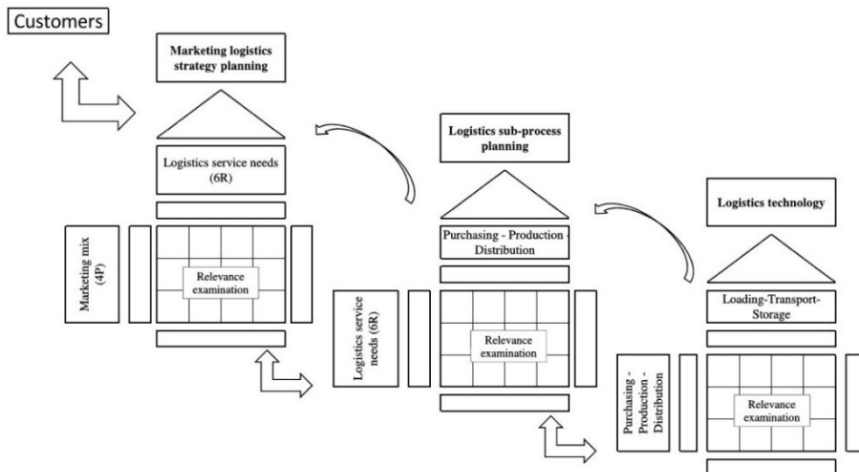 Customers
Marketing logistics
strategy planning
Logistics service needs
(6R)
Marketing mix
(4P)
Relevance
examination
Logistics sub-process
planning
Purchasing - Production -
Distribution
Logistics service
needs (6R)
Relevance
examination
Logistics technology
Loading-Transport-
Storage
Purchasing -
Production -
Distribution
Relevance
examination